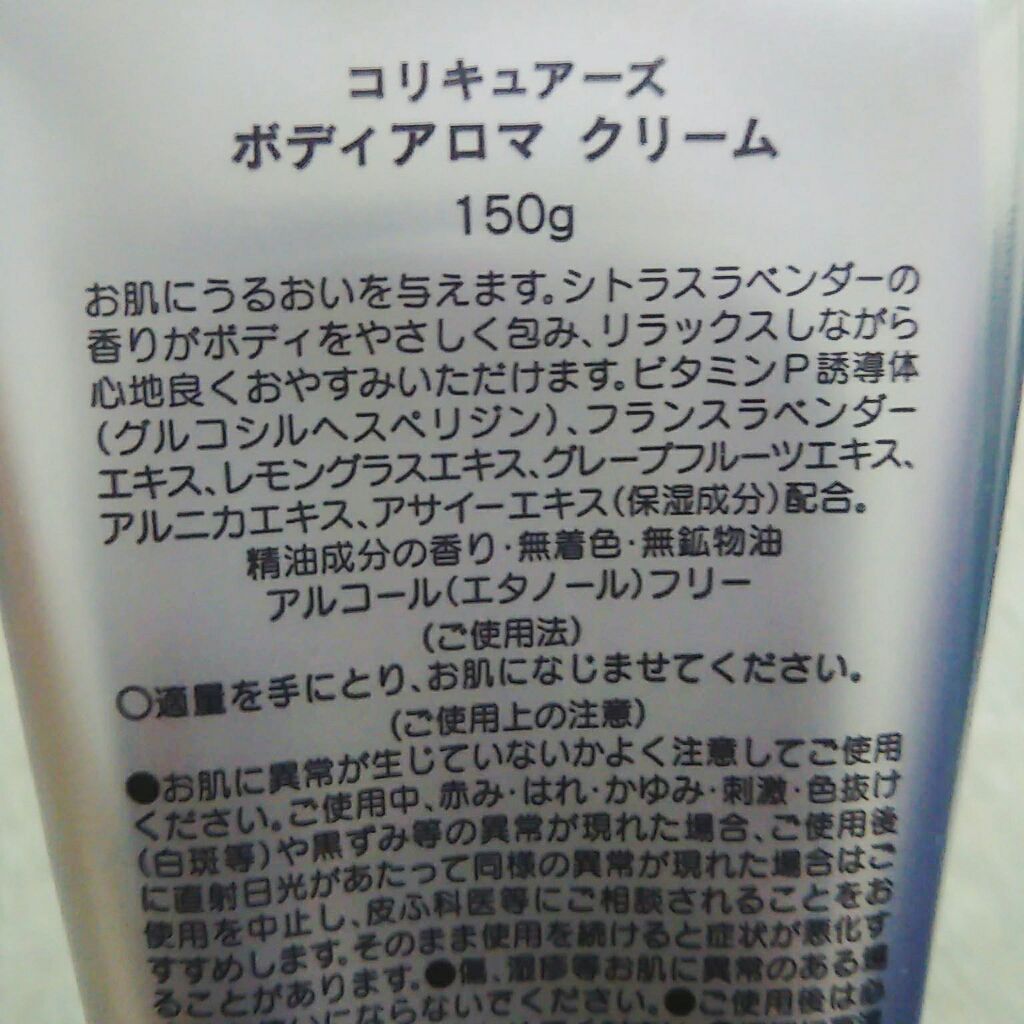 コリキュアーズ
ボディアロマ クリーム
150g
お肌にうるおいを与えます。シトラスラベンダーの
香りがボディをやさしく包み、リラックスしながら
心地良くおやすみいただけます。ビタミンP誘導体
(グルコシルヘスペリジン)、フランスラベンダー
エキス、レモングラスエキス、グレープフルーツエキス、
アルニカエキス、アサイーエキス(保湿成分)配合。
精油成分の香り・無着色・無鉱物油
アルコール(エタノール)フリー
(ご使用法)
○適量を手にとり、お肌になじませてください。
(ご使用上の注意)
●お肌に異常が生じていないかよく注意してご使用
ください。ご使用中、赤み・はれ・かゆみ・刺激・色抜け
(白斑等)や黒ずみ等の異常が現れた場合、ご使用後
に直射日光があたって同様の異常が現れた場合はご
使用を中止し、皮ふ科医等にご相談されることをお
すすめします。そのまま使用を続けると症状が悪化す
ることがあります。●傷、湿疹等お肌に異常のある
にならないでください。●ご使用後は必